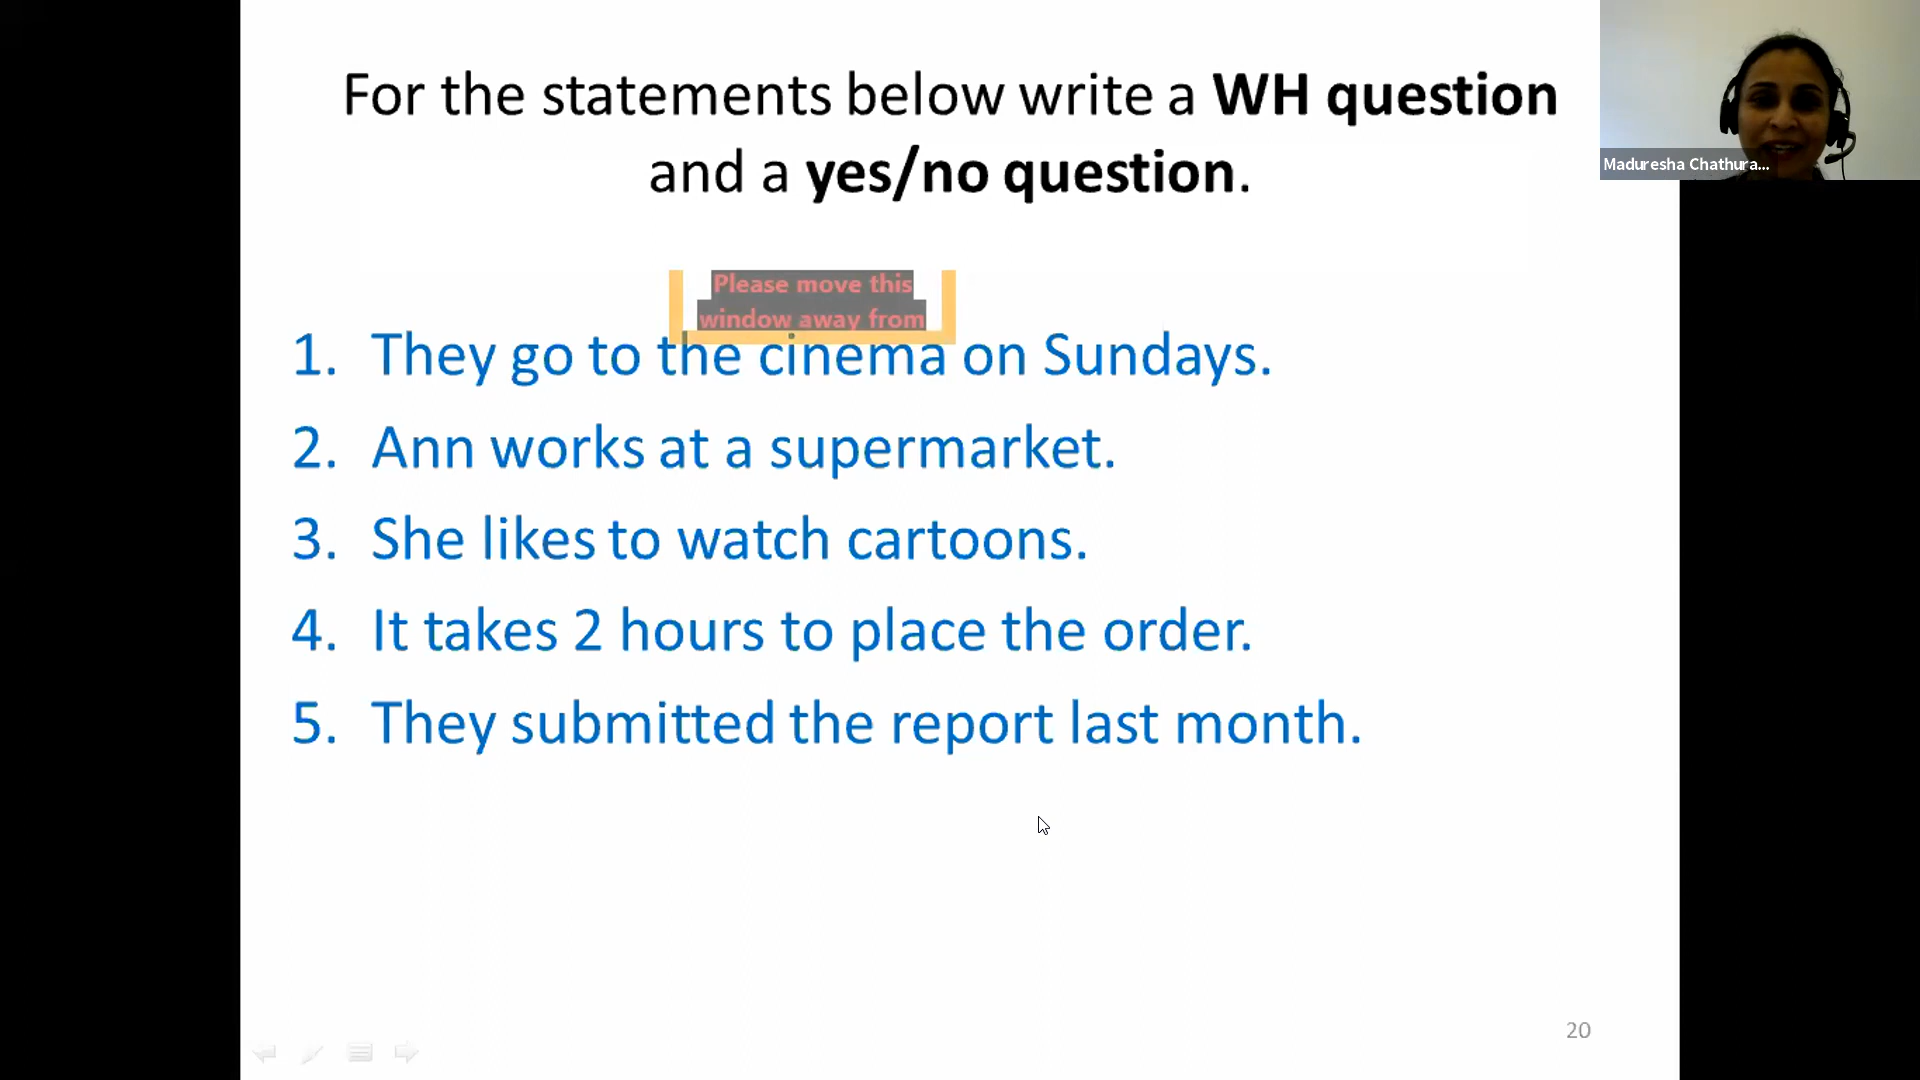 For the statements below write a WH question
and a yes/no question.
Maduresha Chathura...
Please move this
window away from
1. They go to the cinema on Sundays.
2. Ann works at a supermarket.
3. She likes to watch cartoons.
4. It takes 2 hours to place the order.
5. They submitted the report last month.
20